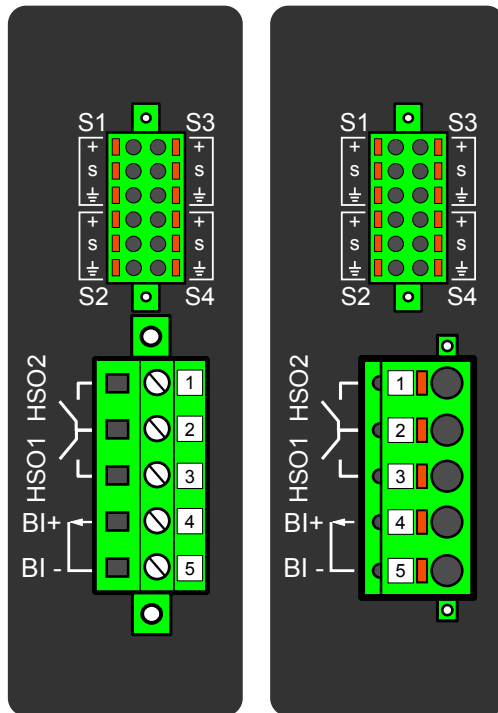 S1 S3
+ +
S S
S2 S4
+ +
S S
HSO2
HSO1
BI+
BI -
1
2
3
4
5
S1 S3
+ +
S S
S2 S4
+ +
S S
HSO2
HSO1
BI+
BI -
1
2
3
4
5